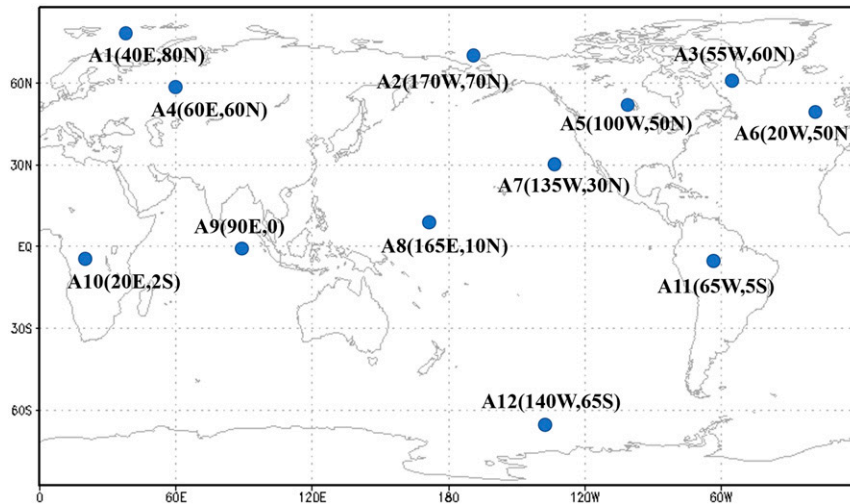 A1(40E,80N)
A3(55W,60N)
60N
A2(170W,70N)
A4(60E,60N)
A5(100W,50N)
A6(20W,50N
30N
A7(135W,30N)
A9(90E,0)
EQ
A8(165E,10N)
A10(20E,2S)
A11(65W,5S)
30S
A12(140W,65S)
60S
0
60E
120E
180
120W
60W